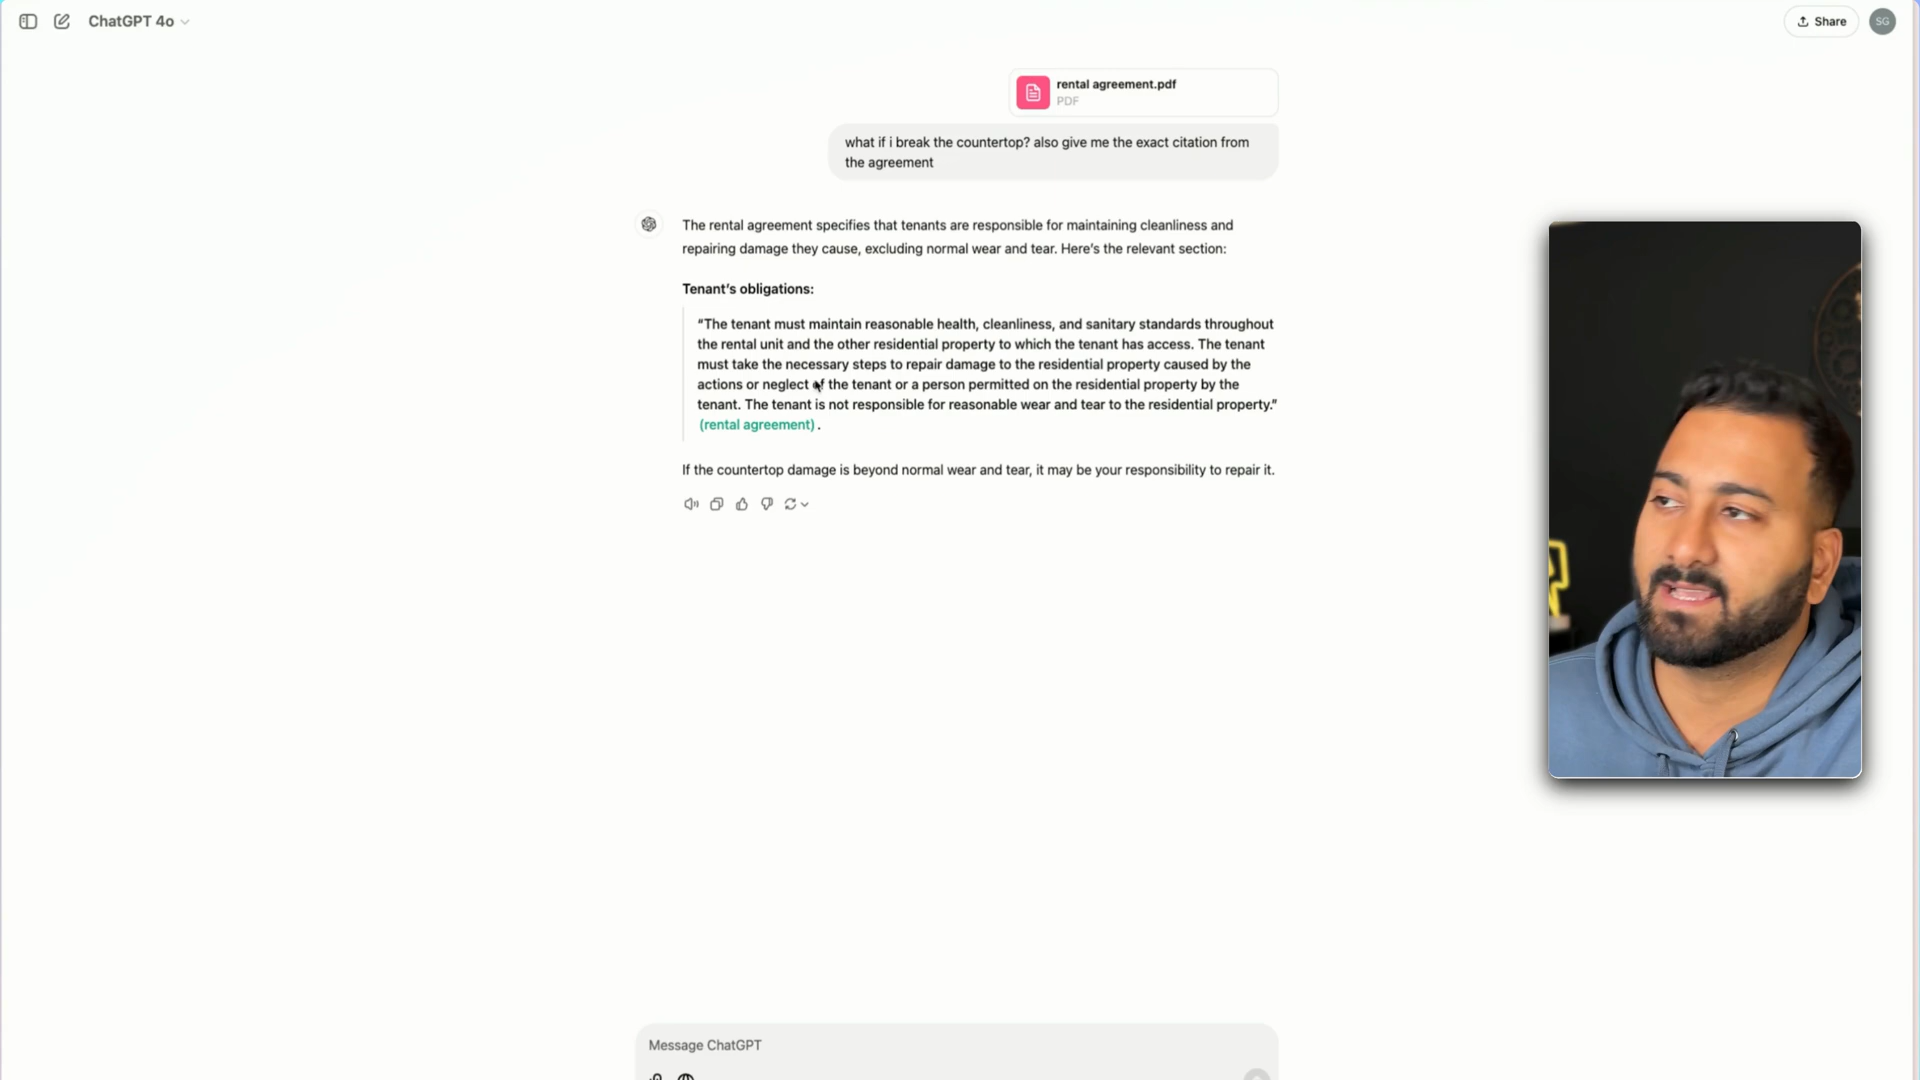 ChatGPT 4o
Share
SG
rental agreement.pdf
PDF
what if i break the countertop? also give me the exact citation from
the agreement
The rental agreement specifies that tenants are responsible for maintaining cleanliness and
repairing damage they cause, excluding normal wear and tear. Here's the relevant section:
Tenant's obligations:
"The tenant must maintain reasonable health, cleanliness, and sanitary standards throughout
the rental unit and the other residential property to which the tenant has access. The tenant
must take the necessary steps to repair damage to the residential property caused by the
actions or neglect of the tenant or a person permitted on the residential property by the
tenant. The tenant is not responsible for reasonable wear and tear to the residential property."
(rental agreement) .
If the countertop damage is beyond normal wear and tear, it may be your responsibility to repair it.
Message ChatGPT